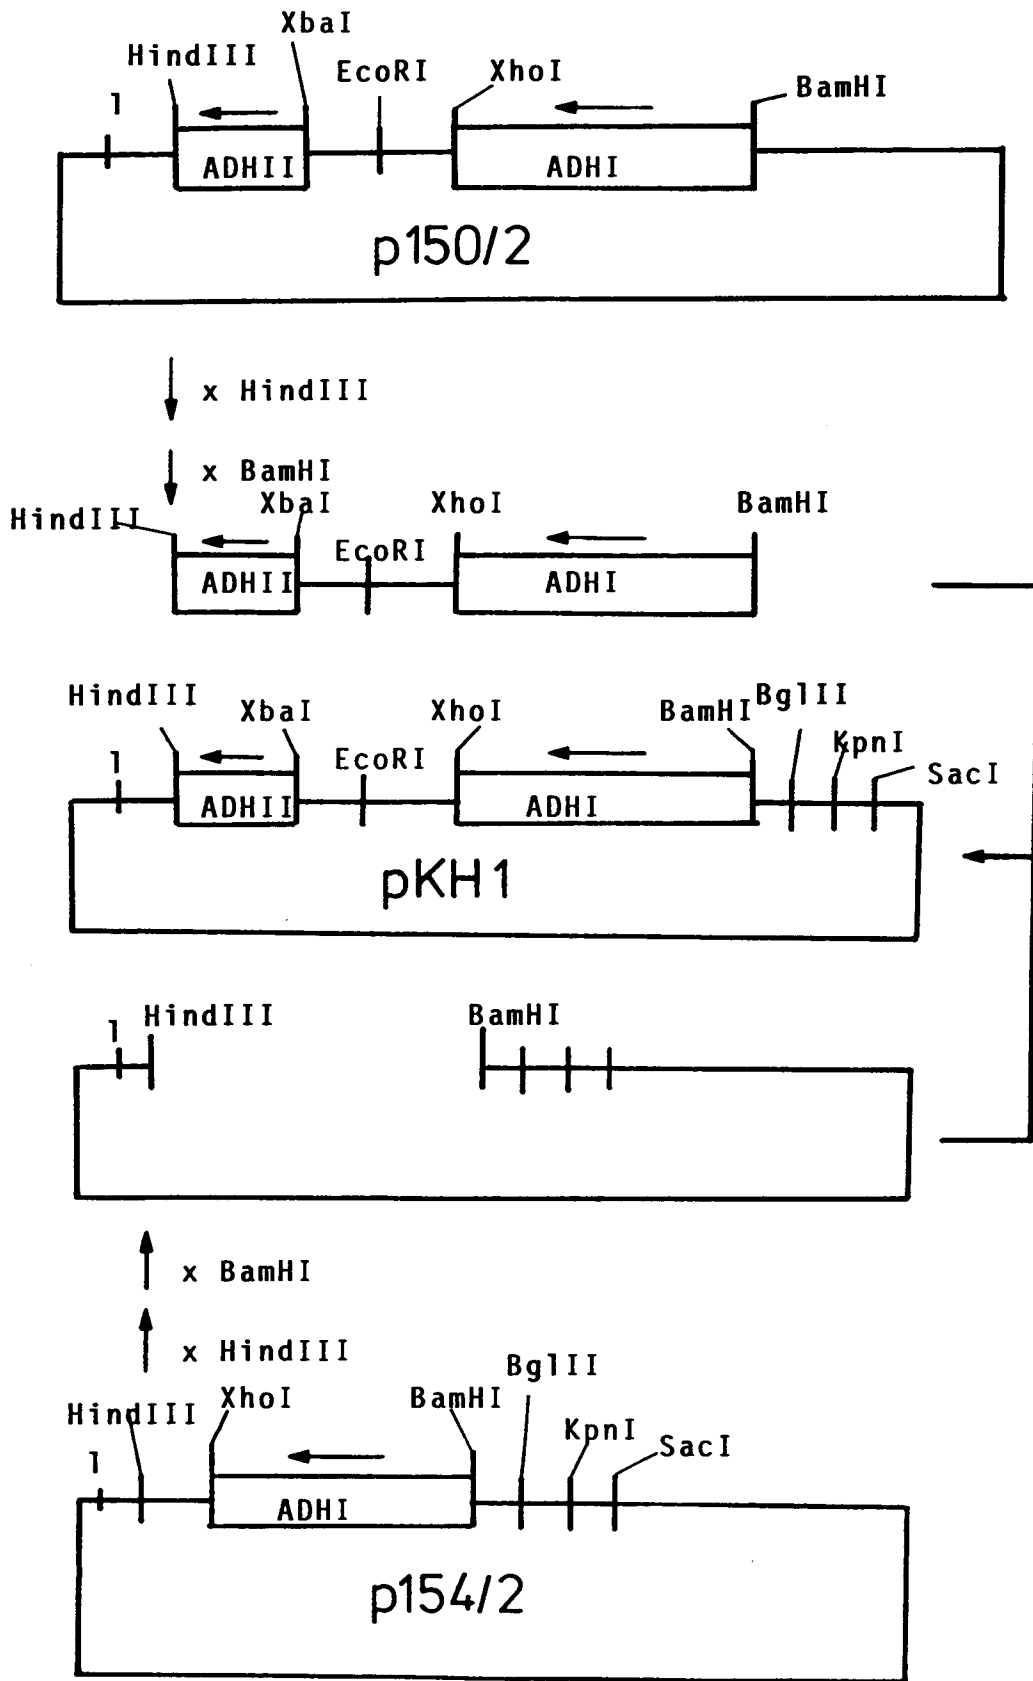 XbaI
HindIII
EcoRI
XhoI
BamHI
1
ADHII
ADHI
p150/2
x HindIII
x BamHI
HindIII
XbaI
XhoI
BamHI
EcoRI
ADHII
ADHI
HindIII
XbaI
XhoI
BamHI
BglII
1
EcoRI
KpnI
SacI
ADHII
ADHI
pKH1
1
HindIII
BamHI
x BamHI
x HindIII
HindIII
XhoI
BamHI
BglII
KpnI
SacI
1
ADHI
p154/2